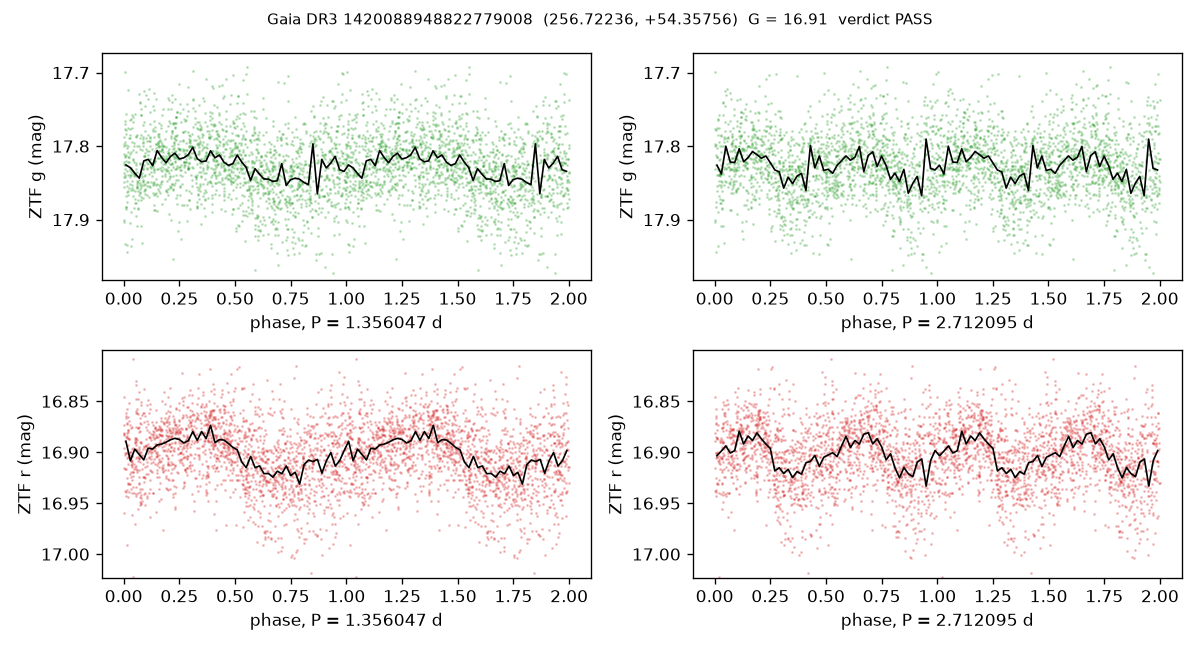 Gaia DR3 1420088948822779008  (256.72236, +54.35756)  G = 16.91  verdict PASS
ZTF g (mag)
17.7
17.8
17.9
0.00 0.25 0.50 0.75 1.00 1.25 1.50 1.75 2.00
phase, P = 1.356047 d
ZTF g (mag)
17.7
17.8
17.9
0.00 0.25 0.50 0.75 1.00 1.25 1.50 1.75 2.00
phase, P = 2.712095 d
ZTF r (mag)
16.85
16.90
16.95
17.00
0.00 0.25 0.50 0.75 1.00 1.25 1.50 1.75 2.00
phase, P = 1.356047 d
ZTF r (mag)
16.85
16.90
16.95
17.00
0.00 0.25 0.50 0.75 1.00 1.25 1.50 1.75 2.00
phase, P = 2.712095 d